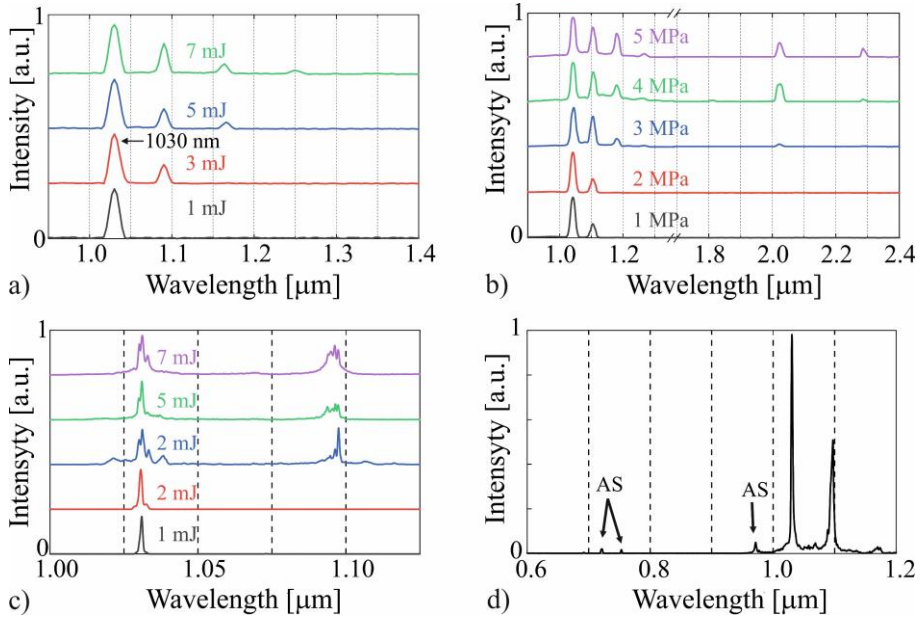 1
7 mJ
5 mJ
1030 nm
3 mJ
1 mJ
0
Intensity [a.u.]
1.0 1.1 1.2 1.3 1.4
Wavelength [μm]
a)
1
5 MPa
4 MPa
3 MPa
2 MPa
1 MPa
0
Intensyty [a.u.]
1.0 1.2 2.0 2.2 2.4
Wavelength [μm]
b)
1
7 mJ
5 mJ
2 mJ
2 mJ
1 mJ
0
Intensyty [a.u.]
1.00 1.05 1.10
Wavelength [μm]
c)
1
AS
AS
0
Intensyty [a.u.]
0.6 0.8 1.0 1.2
Wavelength [μm]
d)